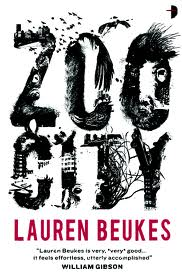 ZOO
CITY
LAUREN BEUKES
"Lauren Beukes is very, *very* good...
it feels effortless, utterly accomplished"
WILLIAM GIBSON